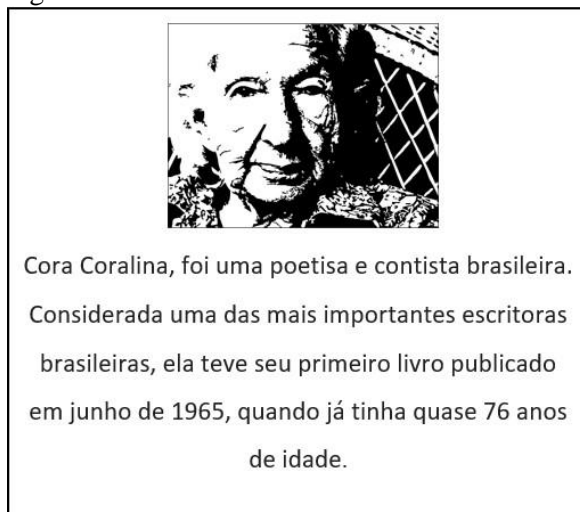 Cora Coralina, foi uma poetisa e contista brasileira.
Considerada uma das mais importantes escritoras
brasileiras, ela teve seu primeiro livro publicado
em junho de 1965, quando já tinha quase 76 anos
de idade.